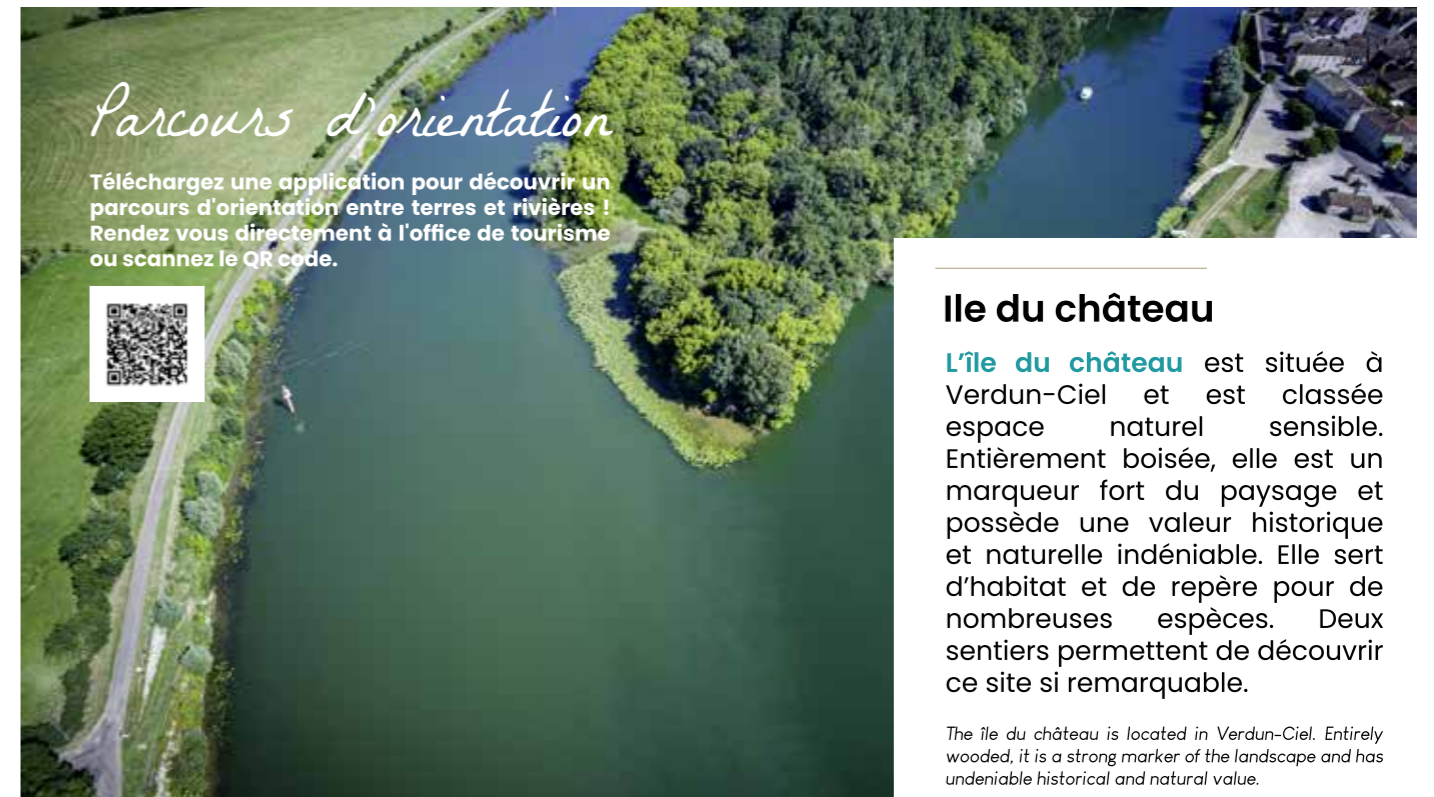 Parcours d'orientation
Téléchargez une application pour découvrir un
parcours d'orientation entre terres et rivières !
Rendez vous directement à l'office de tourisme
ou scannez le QR code.
Ile du château
L'île du château est située à
Verdun-Ciel et est classée
espace naturel sensible.
Entièrement boisée, elle est un
marqueur fort du paysage et
possède une valeur historique
et naturelle indéniable. Elle sert
d'habitat et de repère pour de
nombreuses espèces. Deux
sentiers permettent de découvrir
ce site si remarquable.
The île du château is located in Verdun-Ciel. Entirely
wooded, it is a strong marker of the landscape and has
undeniable historical and natural value.